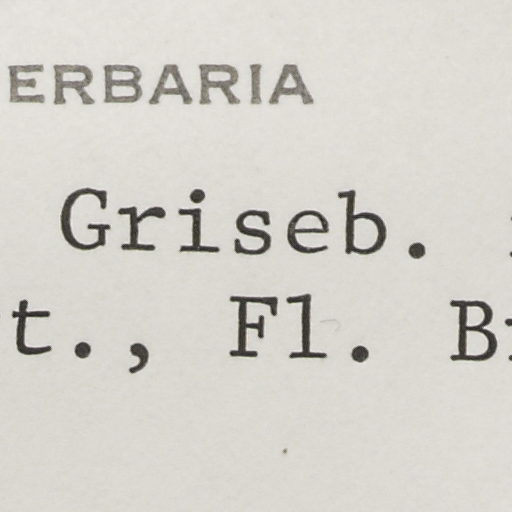 ERBARIA
Griseb.
t., Fl.